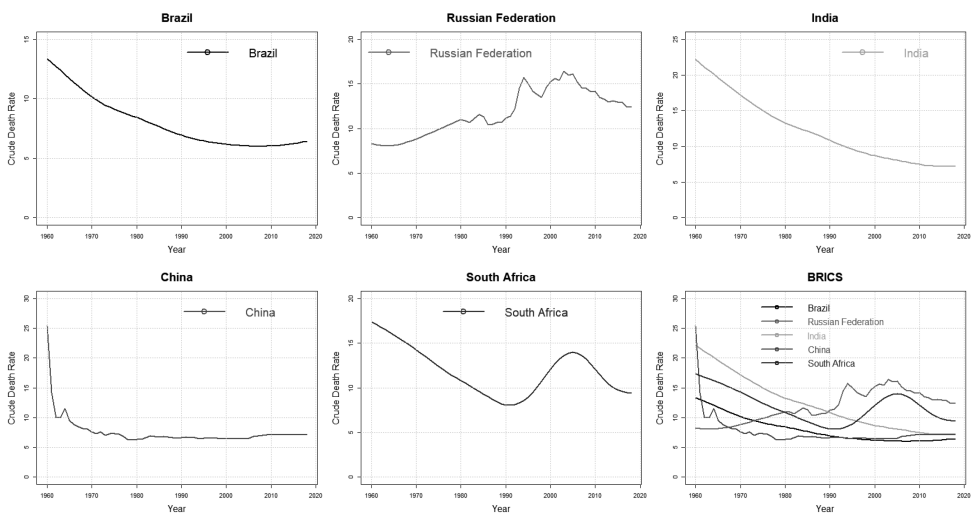 Brazil
Crude Death Rate
15
10
5
0
Brazil
1960 1970 1980 1990 2000 2010 2020
Year
Russian Federation
Crude Death Rate
20
15
10
5
0
Russian Federation
1960 1970 1980 1990 2000 2010 2020
Year
India
Crude Death Rate
25
20
15
10
5
0
India
1960 1970 1980 1990 2000 2010 2020
Year
China
Crude Death Rate
30
25
20
15
10
5
0
China
1960 1970 1980 1990 2000 2010 2020
Year
South Africa
Crude Death Rate
20
15
10
5
0
South Africa
1960 1970 1980 1990 2000 2010 2020
Year
BRICS
Crude Death Rate
30
25
20
15
10
5
0
Brazil
Russian Federation
India
China
South Africa
1960 1970 1980 1990 2000 2010 2020
Year